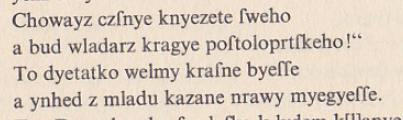 Chowayz czſnye knyezete ſweho
a bud wladarz kragye poſtoloprtſkeho!“
To dyetatko welmy kraſne byeſſe
a ynhed z mladu kazane nrawy myegyeſſe.